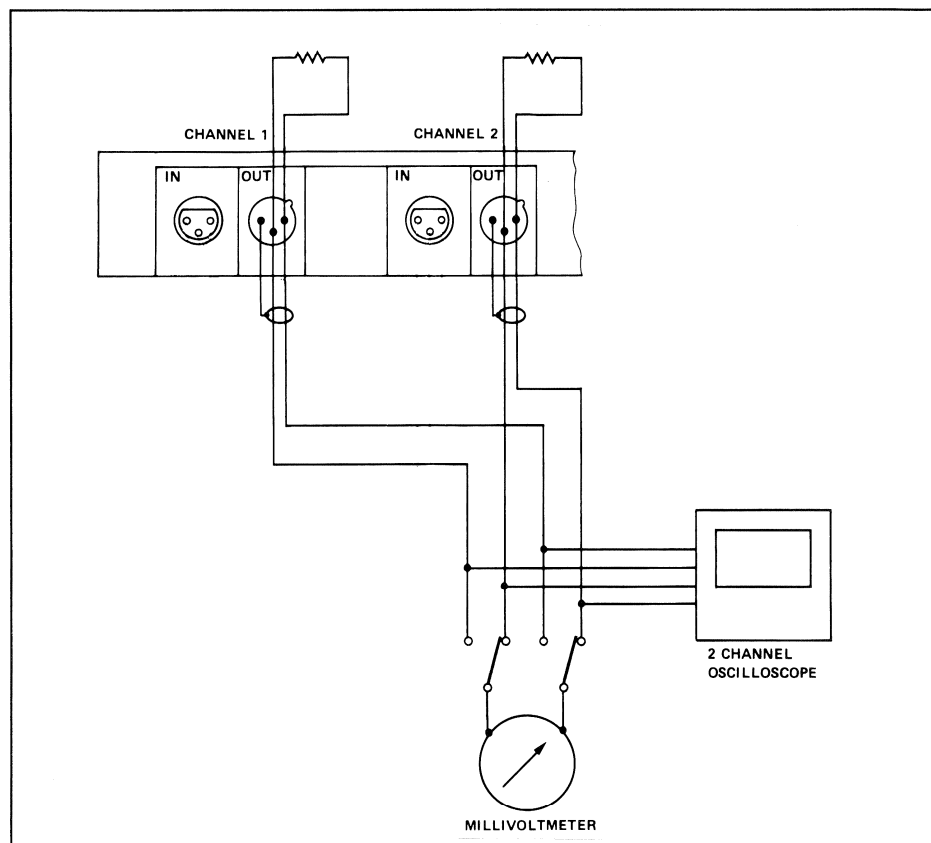 CHANNEL 1
CHANNEL 2
IN
OUT
IN
OUT
2 CHANNEL
OSCILLOSCOPE
MILLIVOLTMETER